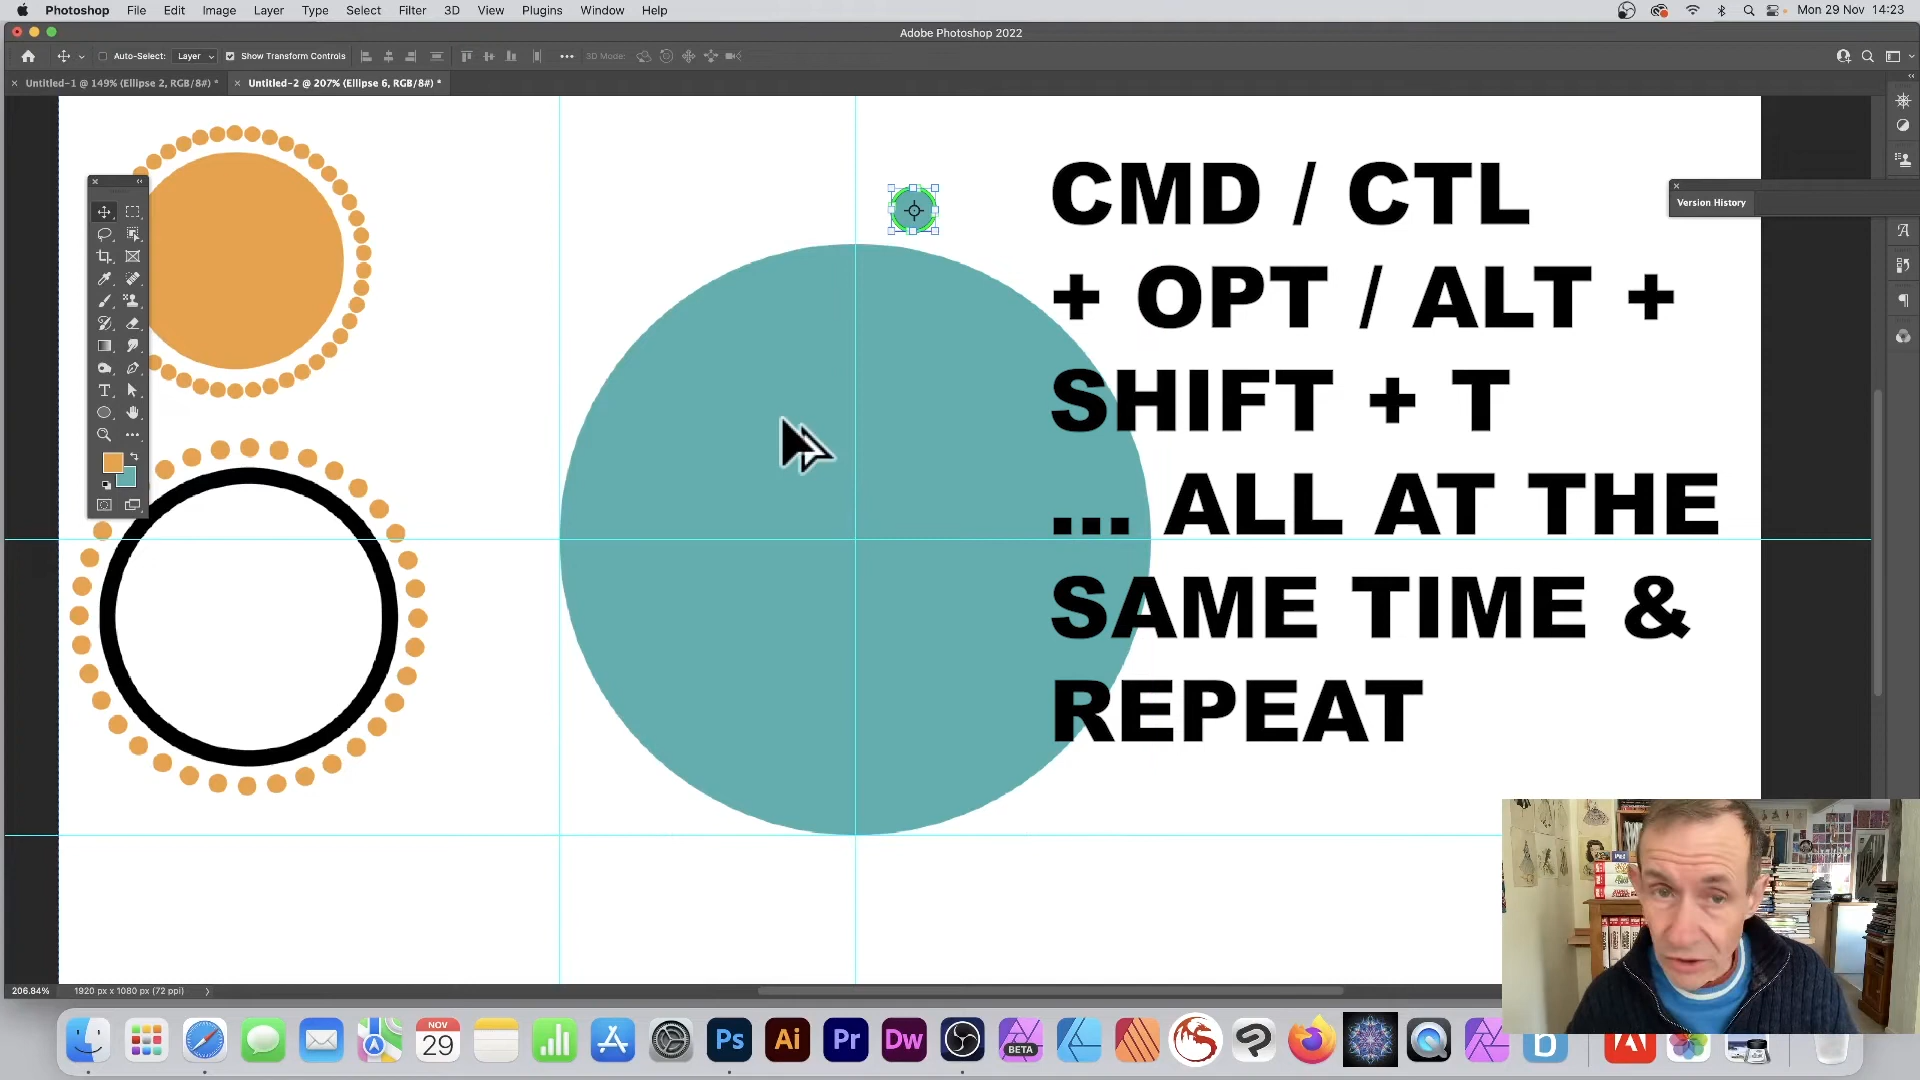 Photoshop File Edit Image Layer Type Select Filter 3D View Plugins Window Help Mon 29 Nov 14:23
Adobe Photoshop 2022
Auto-Select: Layer Show Transform Controls 3D Mode:
Untitled-1 @ 149% (Ellipse 2, RGB/8#) * Untitled-2 @ 207% (Ellipse 6, RGB/8#) *
CMD / CTL
+ OPT / ALT +
SHIFT + T
... ALL AT THE
SAME TIME &
REPEAT
Version History
206.84% 1920 px x 1080 px (72 ppi)
NOV
29
Ps Ai Pr Dw
BETA